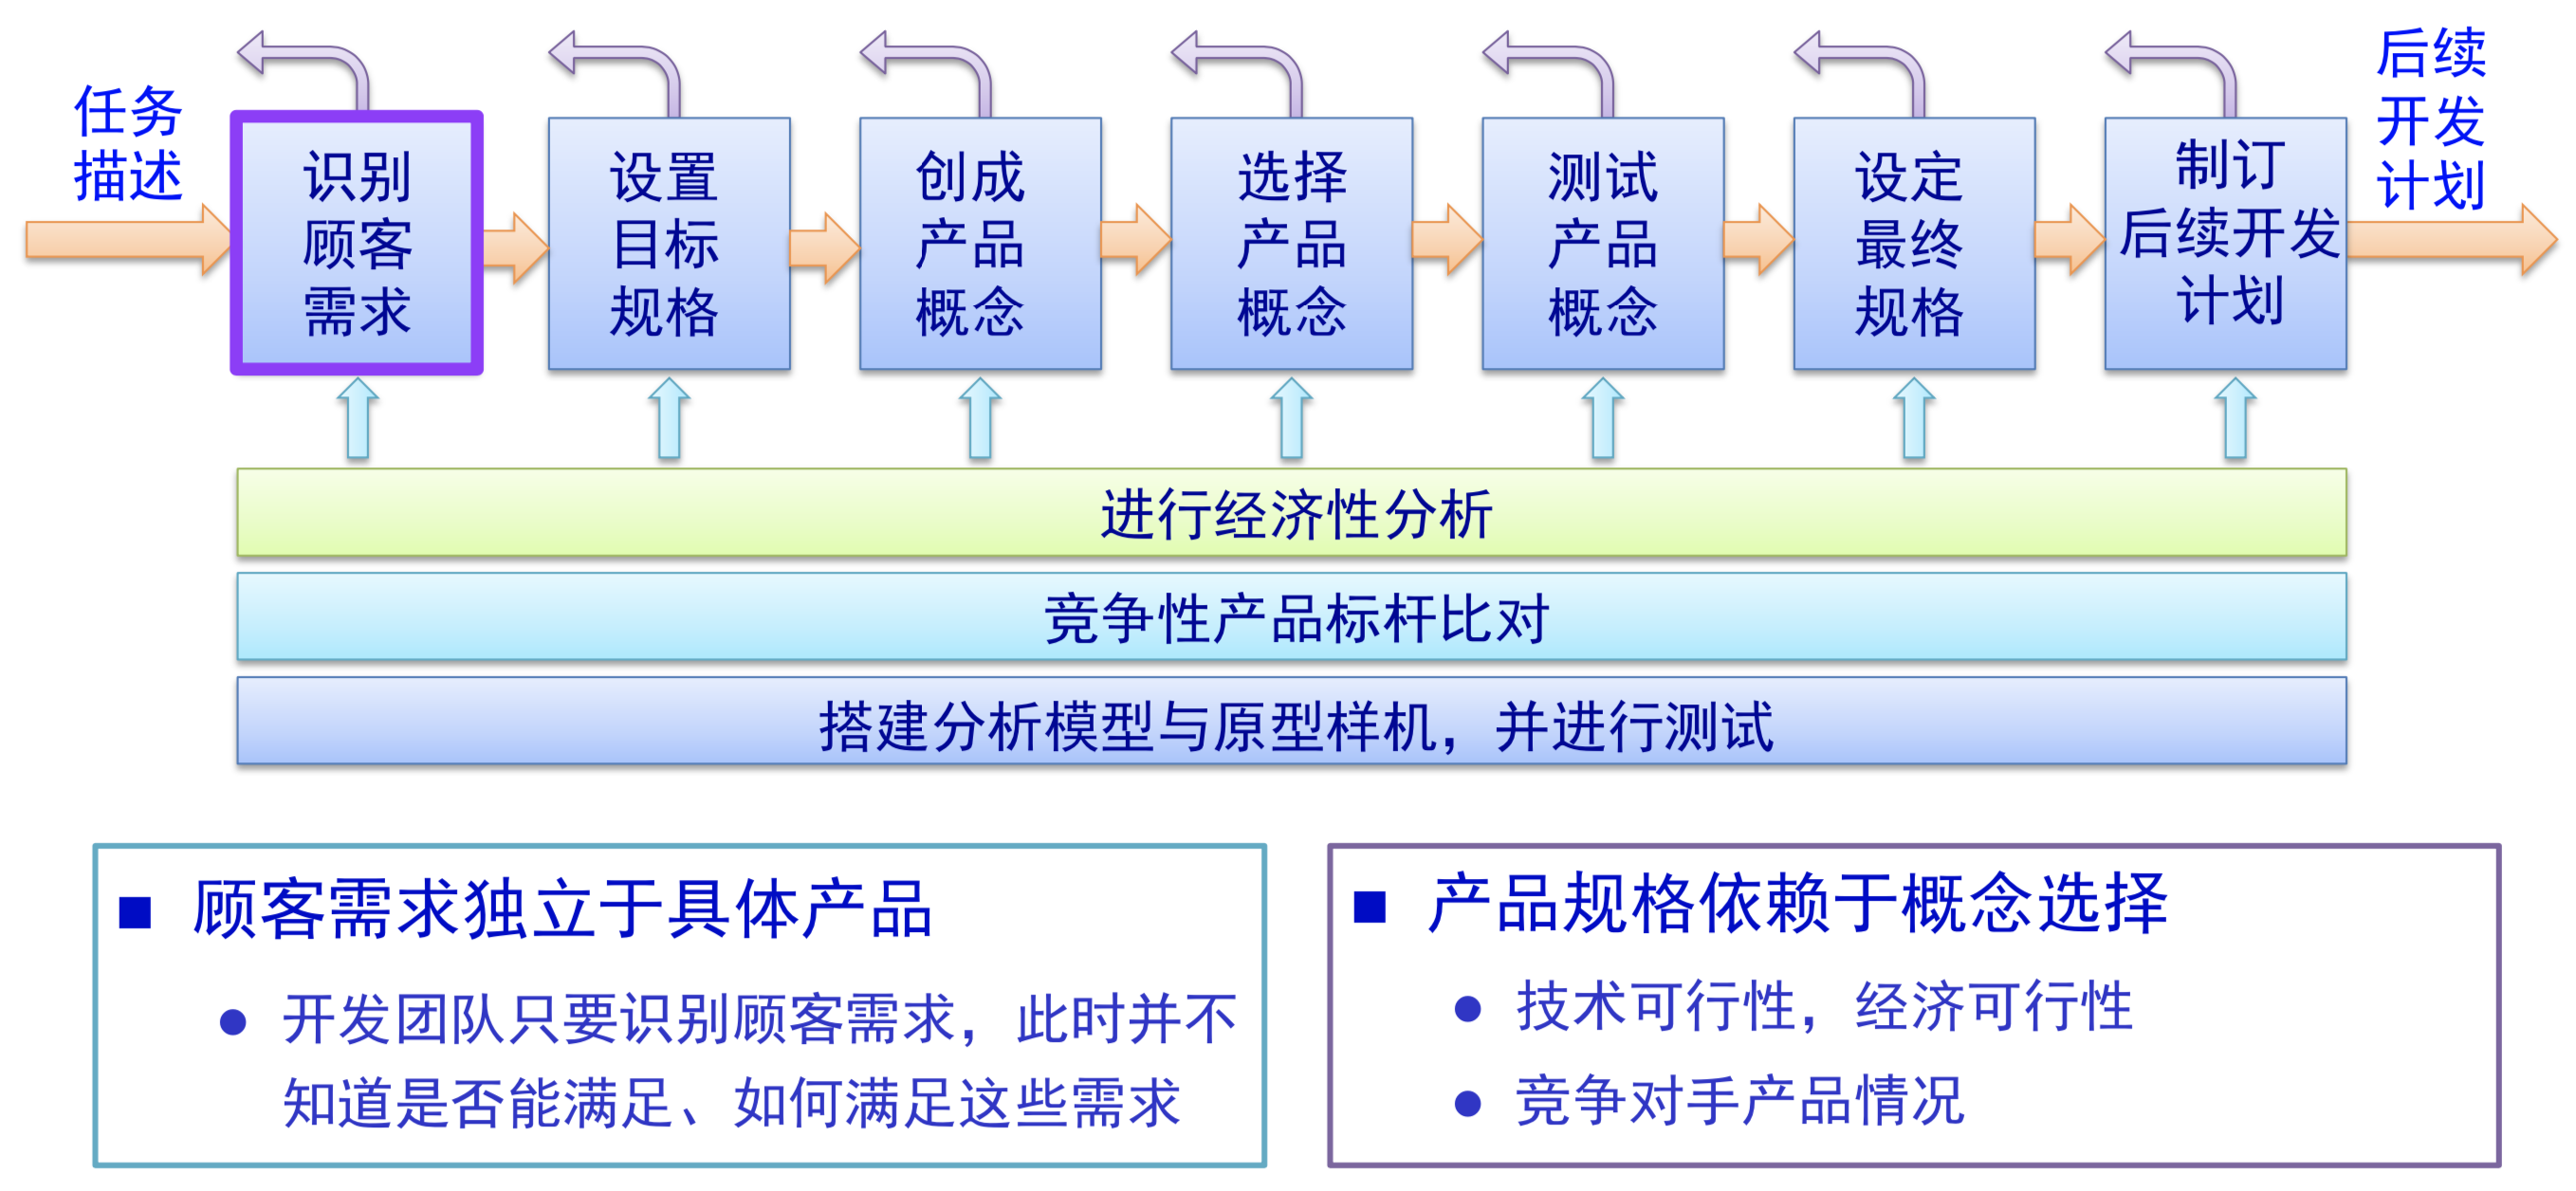 任务
描述
识别
顾客
需求
设置
目标
规格
创成
产品
概念
选择
产品
概念
测试
产品
概念
设定
最终
规格
制订
后续开发
计划
后续
开发
计划
进行经济性分析
竞争性产品标杆比对
搭建分析模型与原型样机，并进行测试
■ 顾客需求独立于具体产品
● 开发团队只要识别顾客需求，此时并不
知道是否能满足、如何满足这些需求
■ 产品规格依赖于概念选择
● 技术可行性，经济可行性
● 竞争对手产品情况